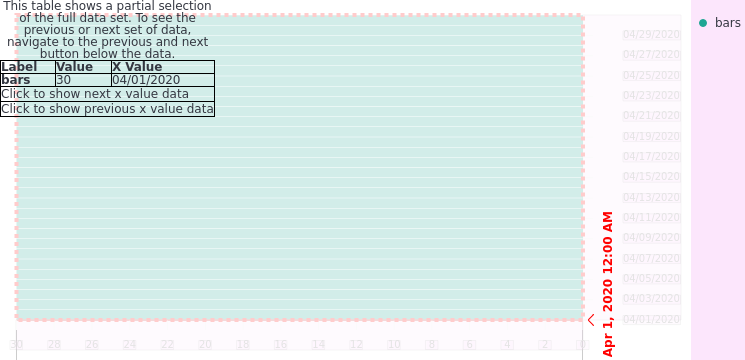 This table shows a partial selection
of the full data set. To see the
previous or next set of data,
navigate to the previous and next
button below the data.
Label Value X Value
bars 30 04/01/2020
Click to show next x value data
Click to show previous x value data
bars
04/29/2020
04/27/2020
04/25/2020
04/23/2020
04/21/2020
04/19/2020
04/17/2020
04/15/2020
04/13/2020
04/11/2020
04/09/2020
04/07/2020
04/05/2020
04/03/2020
04/01/2020
Apr 1, 2020 12:00 AM
30 28 26 24 22 20 18 16 14 12 10 8 6 4 2 0